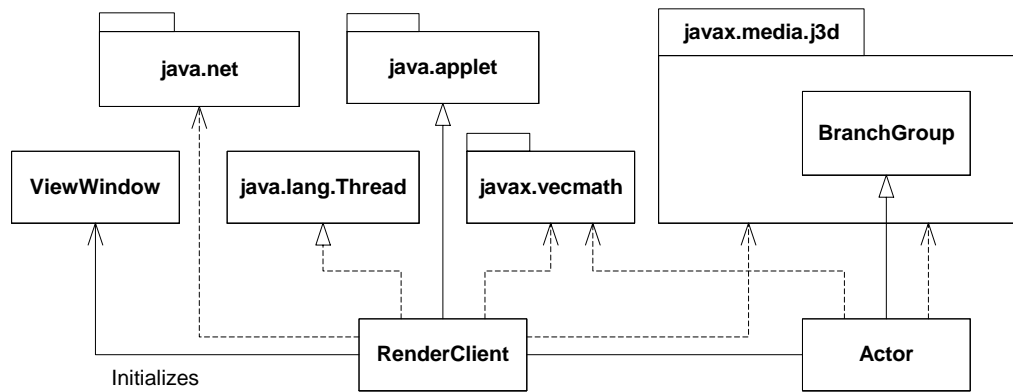 javax.media.j3d
java.net
java.applet
BranchGroup
ViewWindow
java.lang.Thread
javax.vecmath
RenderClient
Actor
Initializes